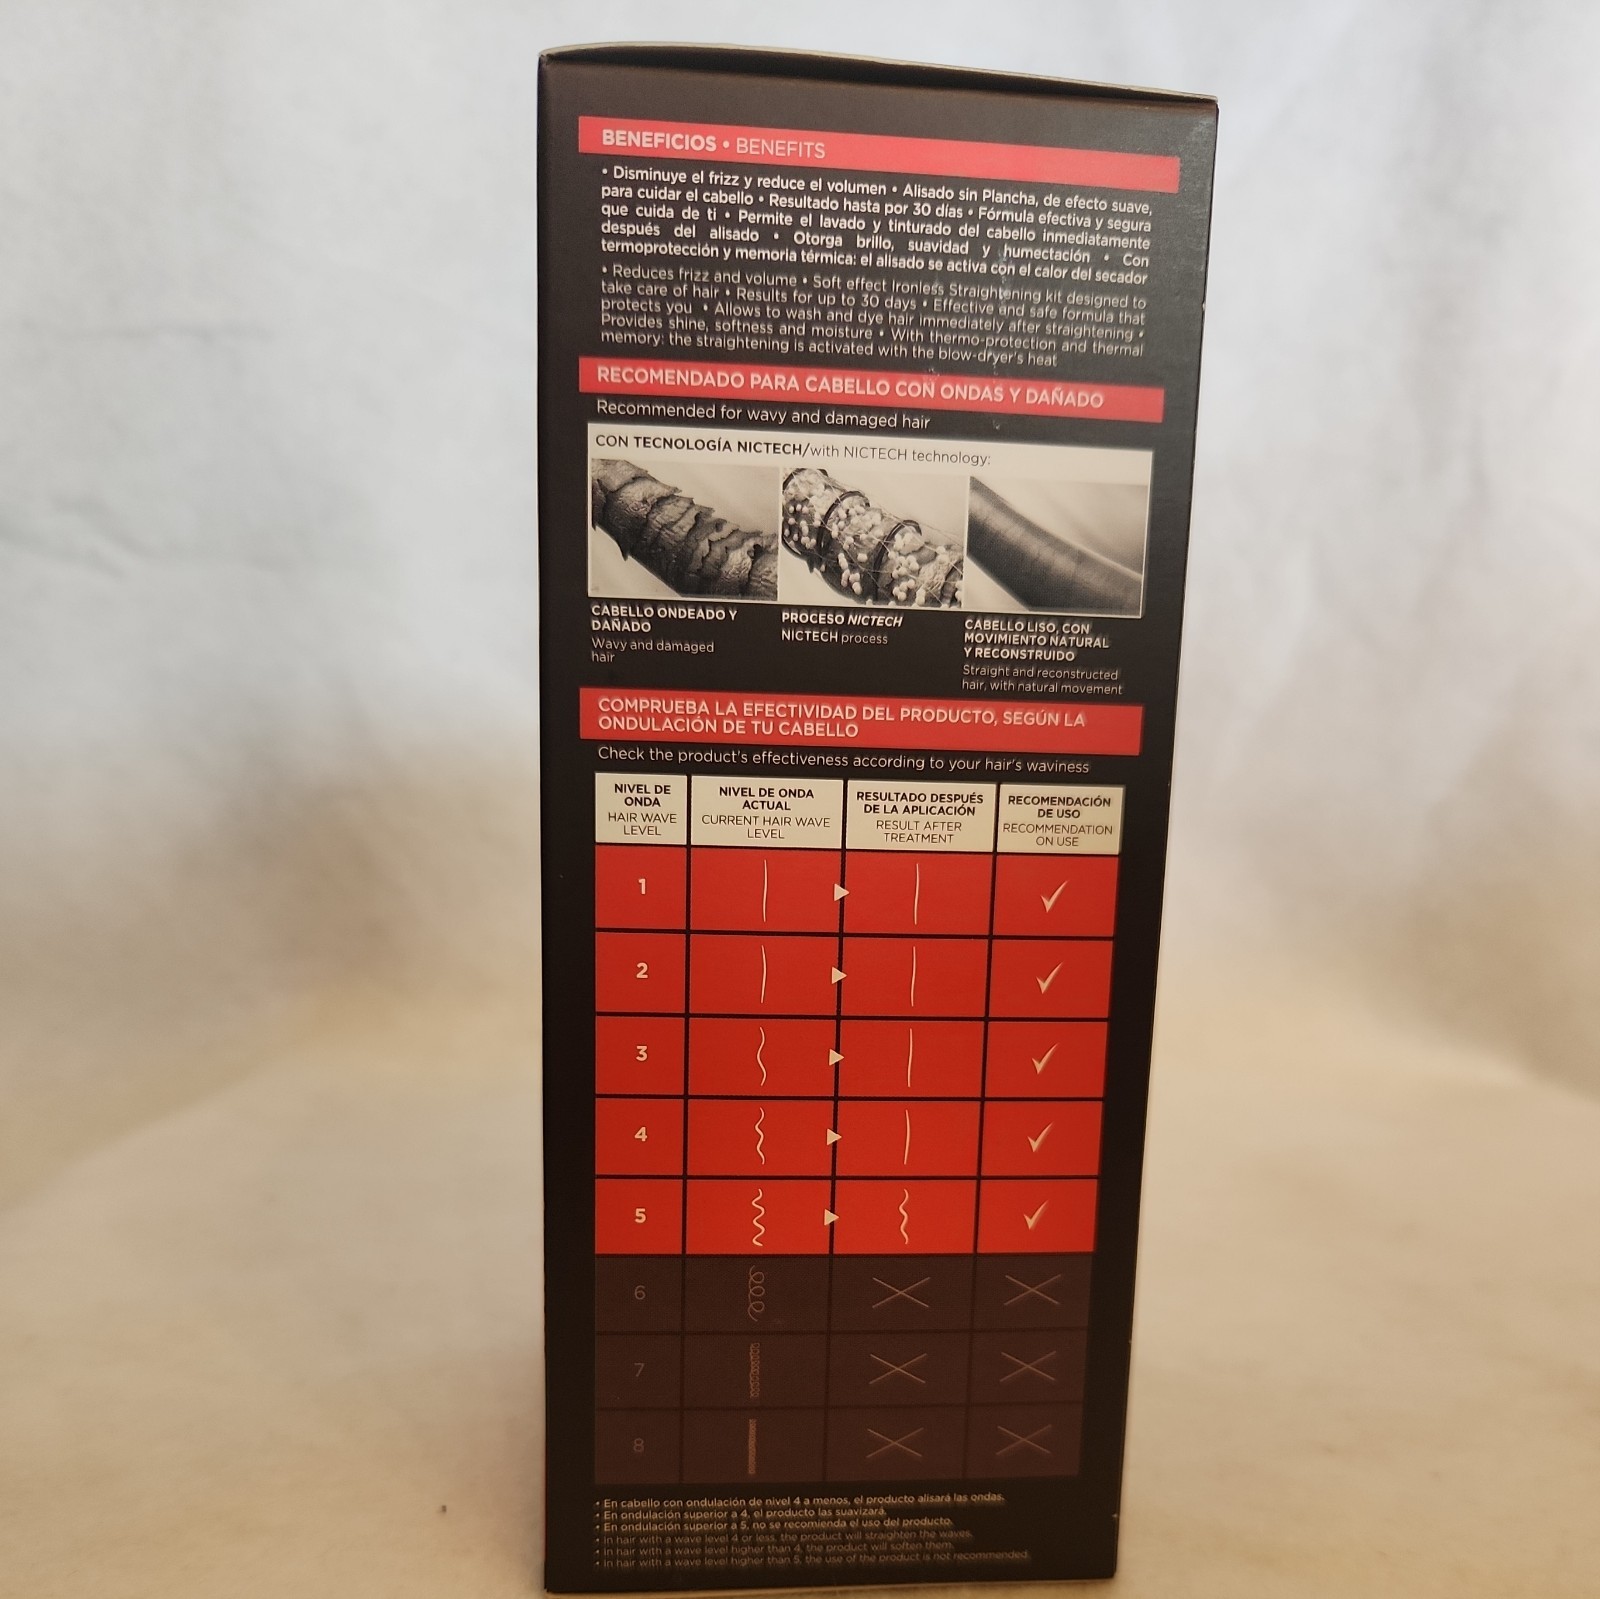 BENEFICIOS • BENEFITS
• Disminuye el frizz y reduce el volumen • Alisado sin Plancha, de efecto suave,
para cuidar el cabello • Resultado hasta por 30 días • Fórmula efectiva y segura
que cuida de ti • Permite el lavado y tinturado del cabello inmediatamente
después del alisado • Otorga brillo, suavidad y humectación • Con
termoprotección y memoria térmica: el alisado se activa con el calor del secador
• Reduces frizz and volume • Soft effect Ironless Straightening kit designed to
take care of hair • Results for up to 30 days • Effective and safe formula that
protects you • Allows to wash and dye hair immediately after straightening •
Provides shine, softness and moisture • With thermo-protection and thermal
memory: the straightening is activated with the blow-dryer's heat
RECOMENDADO PARA CABELLO CON ONDAS Y DAÑADO
Recommended for wavy and damaged hair
CON TECNOLOGÍA NICTECH/with NICTECH technology:
CABELLO ONDEADO Y
DAÑADO
Wavy and damaged
hair
PROCESO NICTECH
NICTECH process
CABELLO LISO, CON
MOVIMIENTO NATURAL
Y RECONSTRUIDO
Straight and reconstructed
hair, with natural movement
COMPRUEBA LA EFECTIVIDAD DEL PRODUCTO, SEGÚN LA
ONDULACIÓN DE TU CABELLO
Check the product's effectiveness according to your hair's waviness
NIVEL DE
ONDA
HAIR WAVE
LEVEL
NIVEL DE ONDA
ACTUAL
CURRENT HAIR WAVE
LEVEL
RESULTADO DESPUÉS
DE LA APLICACIÓN
RESULT AFTER
TREATMENT
RECOMENDACIÓN
DE USO
RECOMMENDATION
ON USE
1
2
3
4
5
6
7
8
• En cabello con ondulación de nivel 4 a menos, el producto alisará las ondas.
• En ondulación superior a 4, el producto las suavizará.
• En ondulación superior a 5, no se recomienda el uso del producto.
• In hair with a wave level 4 or less, the product will straighten the waves.
• In hair with a wave level higher than 4, the product will soften them.
• In hair with a wave level higher than 5, the use of the product is not recommended.